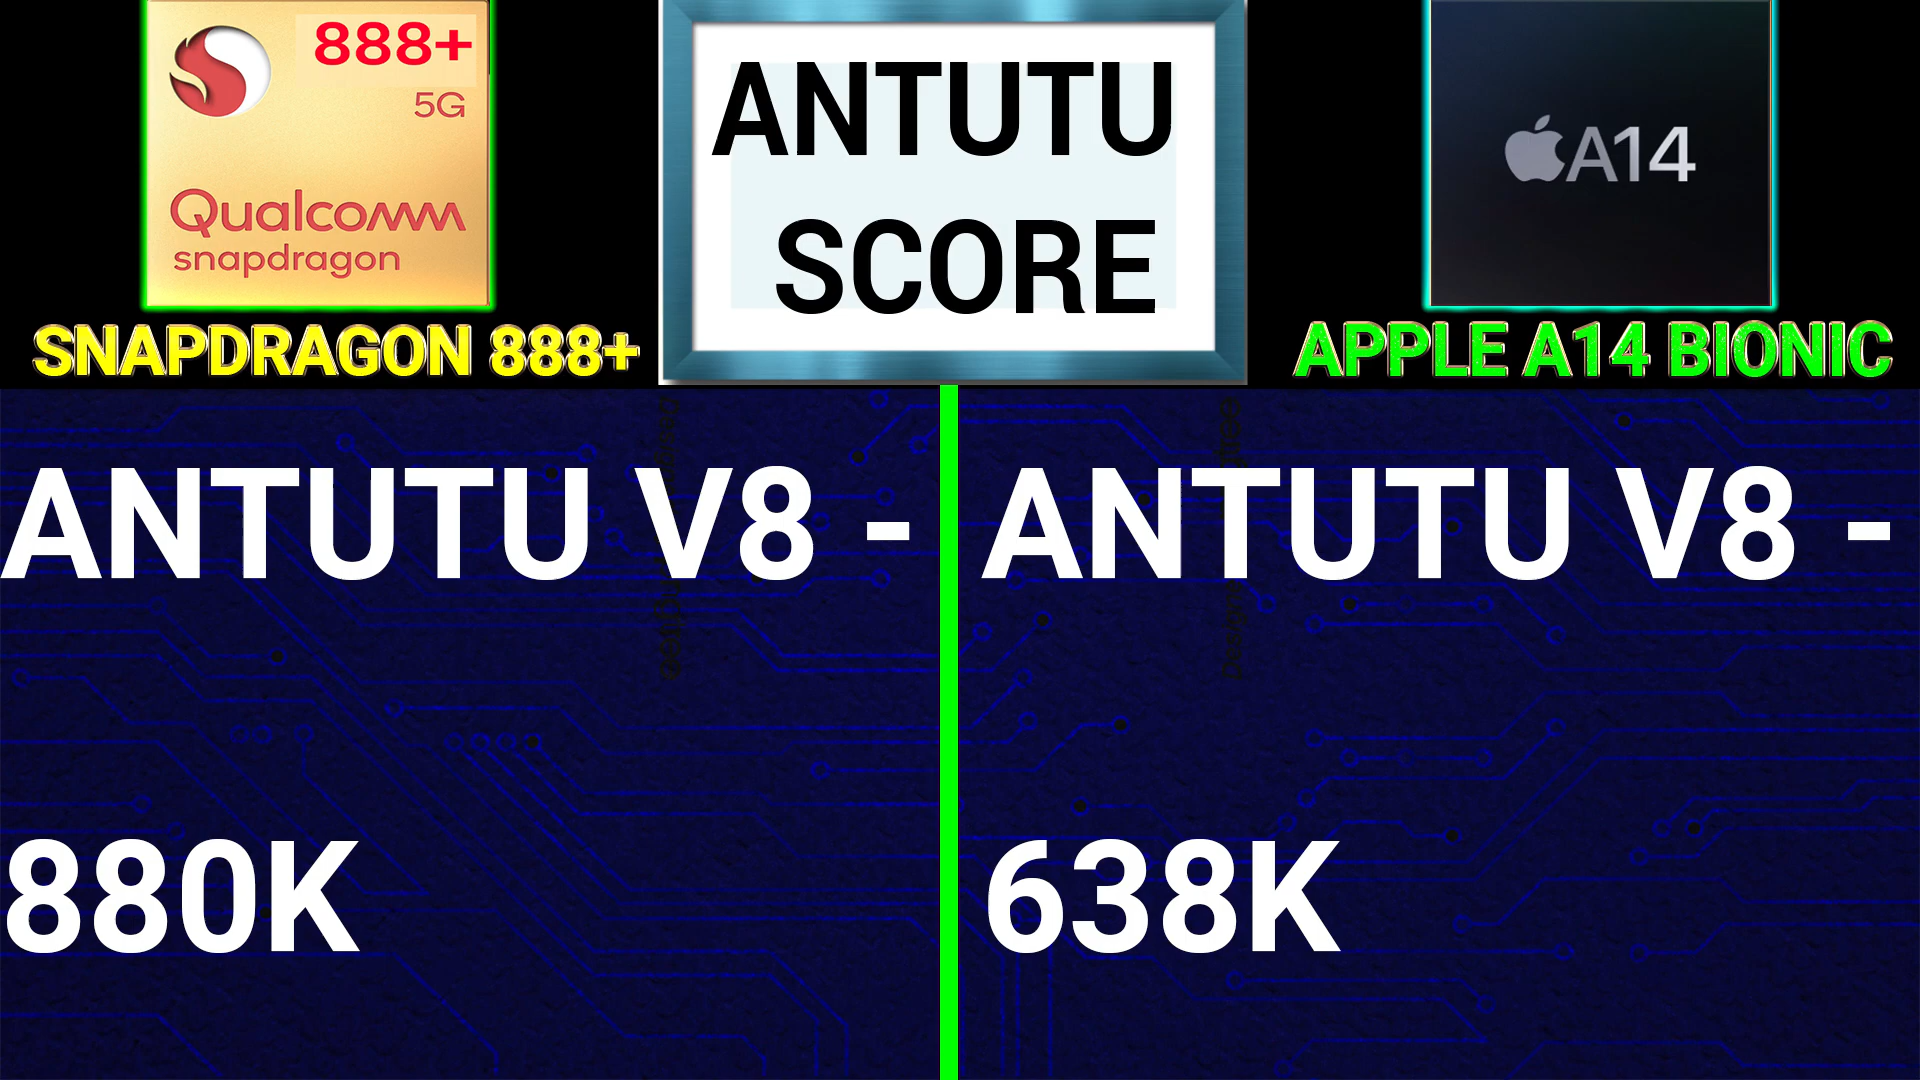 888+
5G
Qualcomm
snapdragon
SNAPDRAGON 888+
ANTUTU
SCORE
A14
APPLE A14 BIONIC
ANTUTU V8 -
880K
ANTUTU V8 -
638K